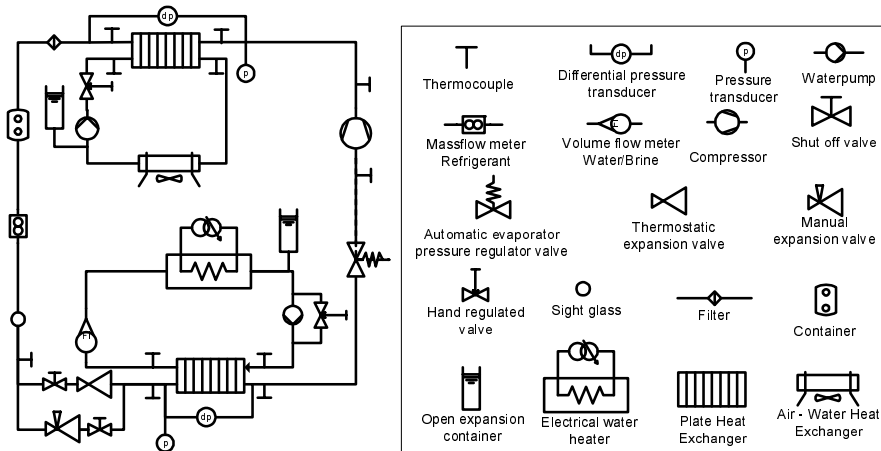 dp
p
FI
dp
p
dp
p
Thermocouple
Differential pressure
transducer
Pressure
transducer
Waterpump
Massflow meter
Refrigerant
Volume flow meter
Water/Brine
Compressor
Shut off valve
Automatic evaporator
pressure regulator valve
Thermostatic
expansion valve
Manual
expansion valve
Hand regulated
valve
Sight glass
Filter
Container
Open expansion
container
Electrical water
heater
Plate Heat
Exchanger
Air - Water Heat
Exchanger